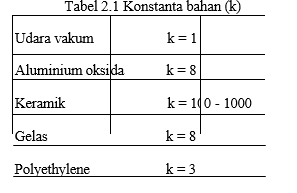 Tabel 2.1 Konstanta bahan (k)
Udara vakum k = 1
Aluminium oksida k = 8
Keramik k = 100 - 1000
Gelas k = 8
Polyethylene k = 3